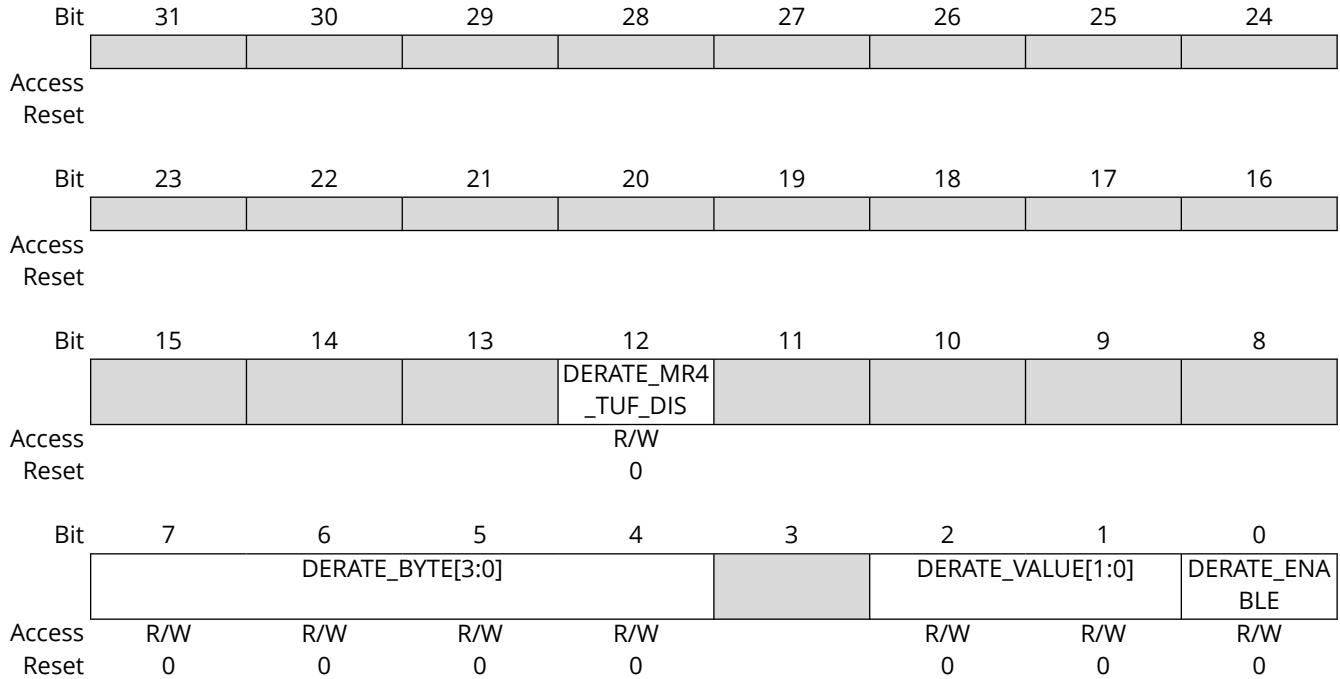 Bit 31 30 29 28 27 26 25 24
Access
Reset
Bit 23 22 21 20 19 18 17 16
Access
Reset
Bit 15 14 13 12 11 10 9 8
DERATE_MR4
_TUF_DIS
Access R/W
Reset 0
Bit 7 6 5 4 3 2 1 0
DERATE_BYTE[3:0] DERATE_VALUE[1:0] DERATE_ENA
BLE
Access R/W R/W R/W R/W R/W R/W R/W
Reset 0 0 0 0 0 0 0